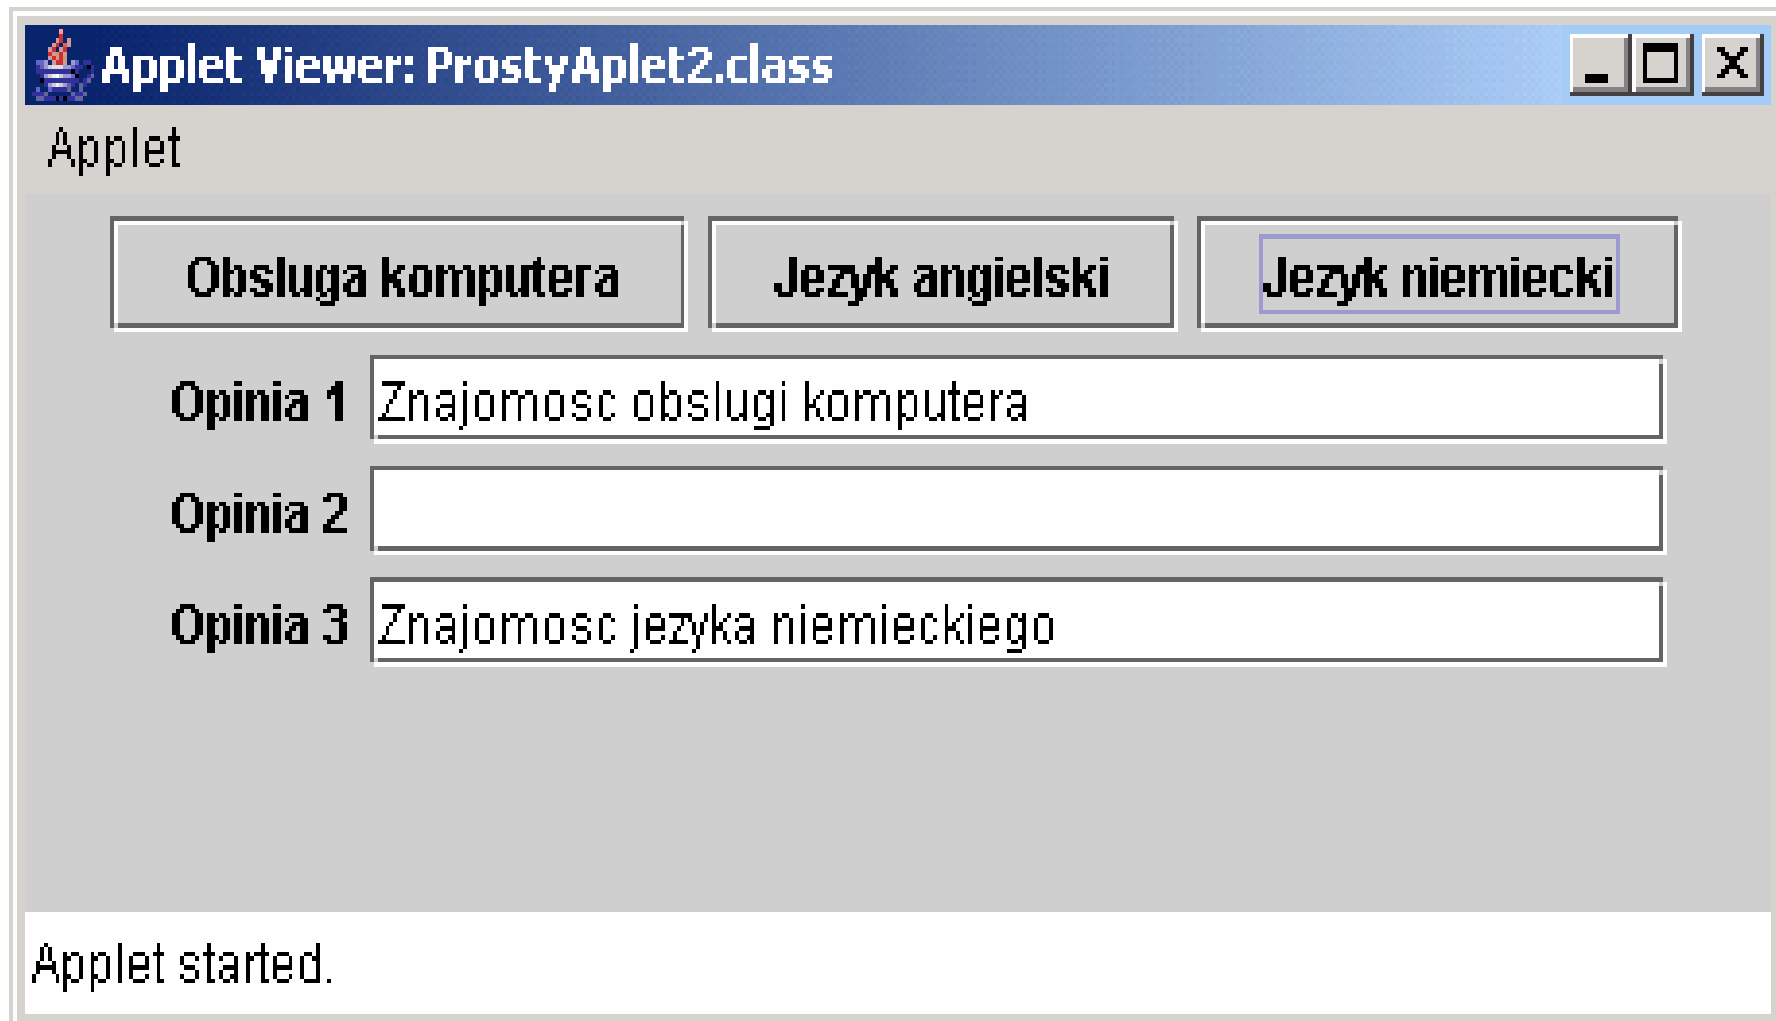 Applet Viewer: ProstyAplet2.class
Applet
Obsluga komputera Jezyk angielski Jezyk niemiecki
Opinia 1 Znajomosc obslugi komputera
Opinia 2
Opinia 3 Znajomosc jezyka niemieckiego
Applet started.